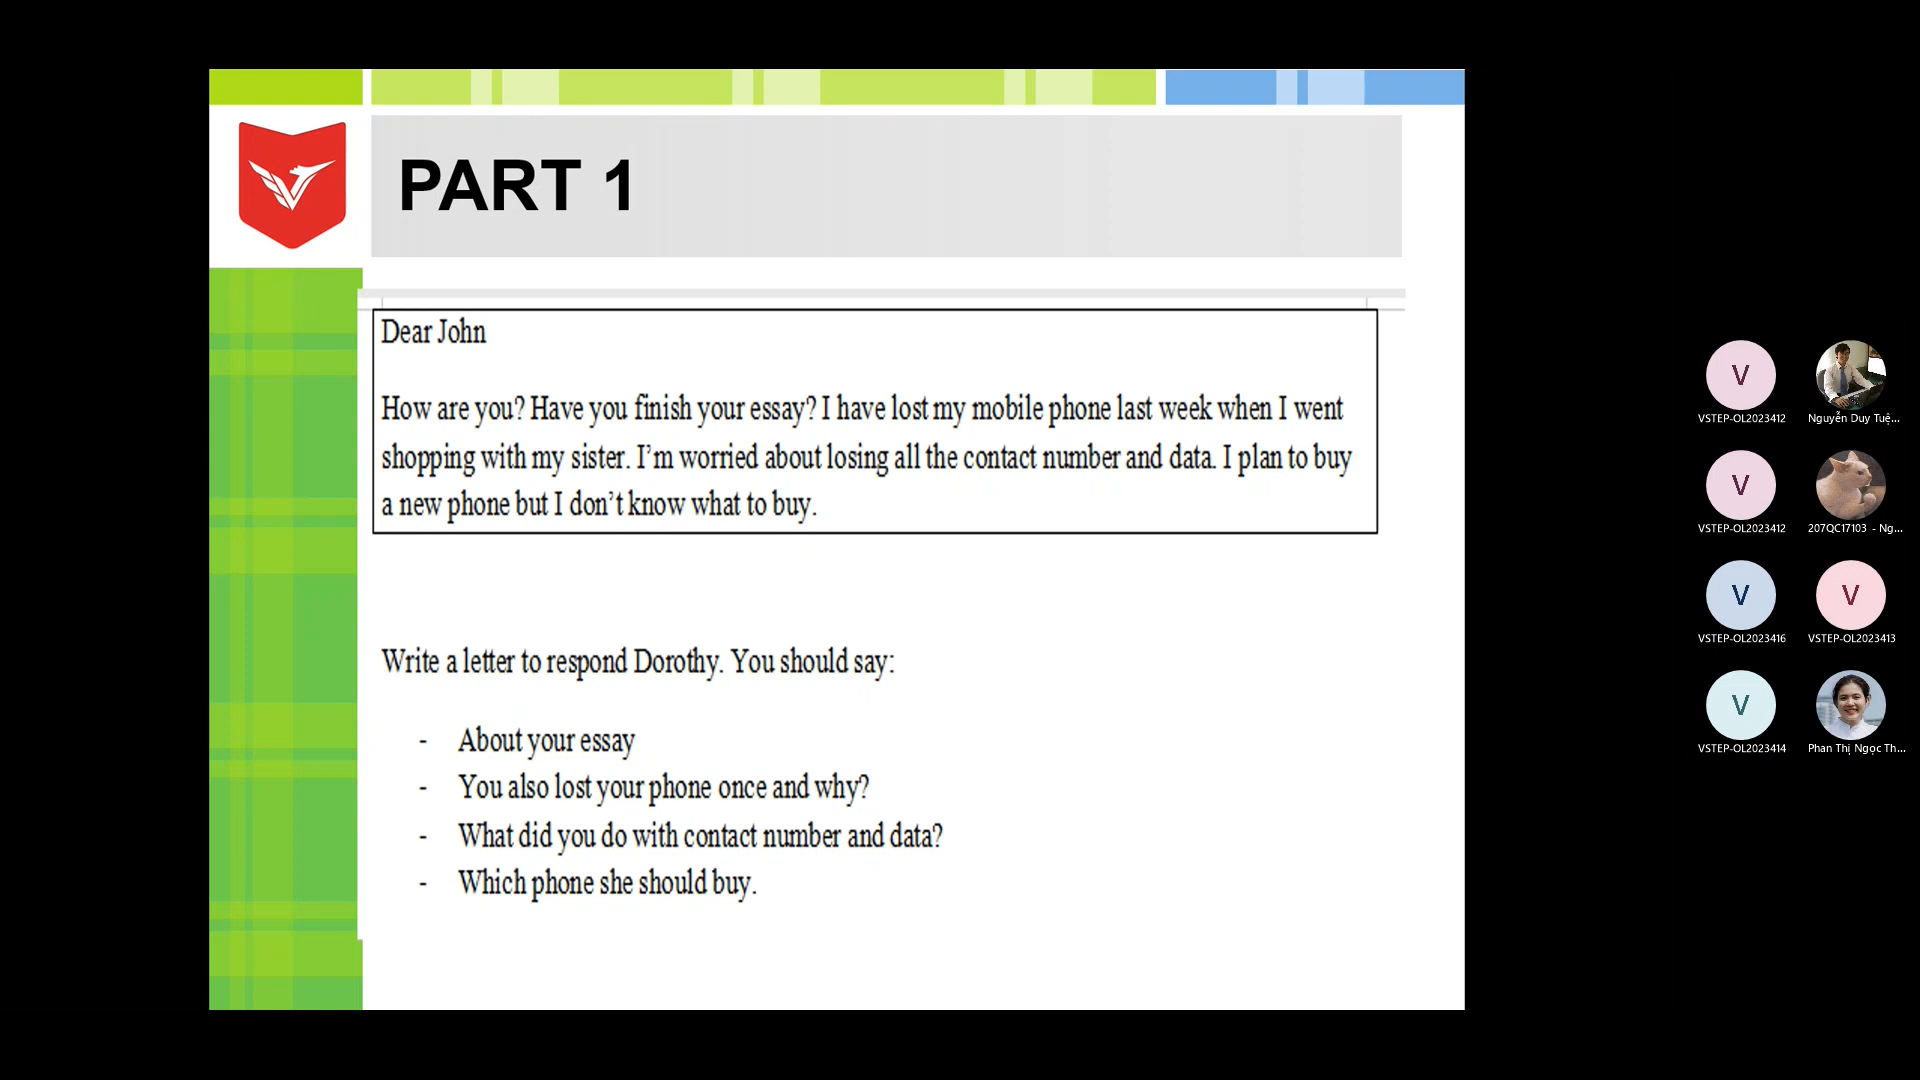 PART 1
Dear John
How are you? Have you finish your essay? I have lost my mobile phone last week when I went
shopping with my sister. I'm worried about losing all the contact number and data. I plan to buy
a new phone but I don't know what to buy.
Write a letter to respond Dorothy. You should say:
- About your essay
- You also lost your phone once and why?
- What did you do with contact number and data?
- Which phone she should buy.
V
VSTEP-OL2023412
Nguyễn Duy Tuệ...
V
VSTEP-OL2023412
207QC17103 - Ng...
V
VSTEP-OL2023416
V
VSTEP-OL2023413
V
VSTEP-OL2023414
Phan Thị Ngọc Th...